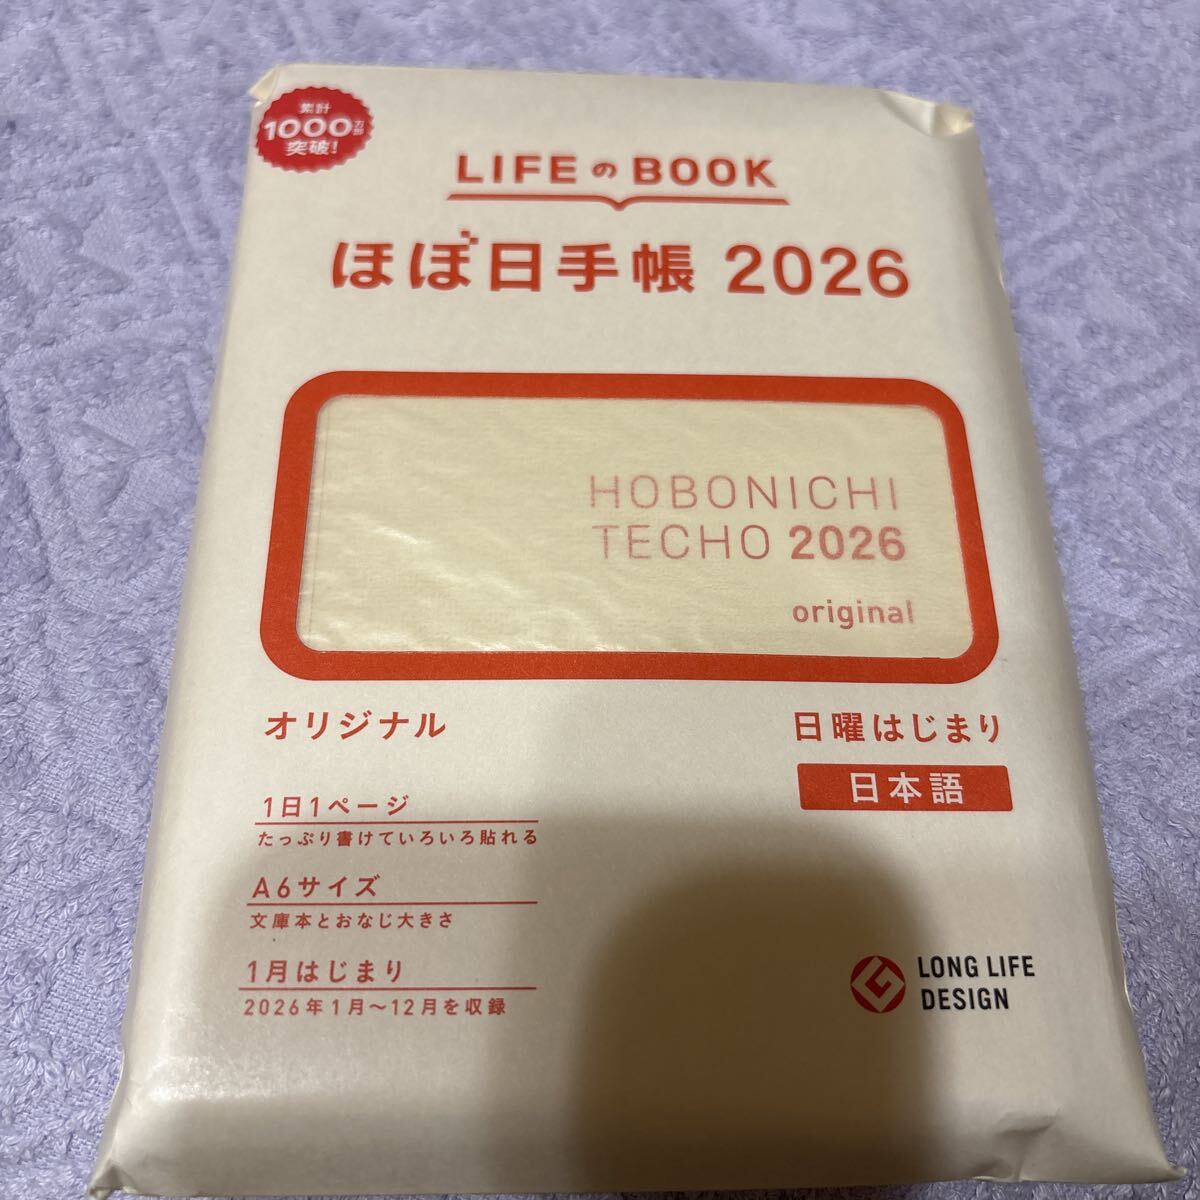 累計
1000万部
突破!
LIFEのBOOK
ほぼ日手帳 2026
HOBONICHI
TECHO 2026
original
オリジナル
日曜はじまり
日本語
1日1ページ
たっぷり書けていろいろ貼れる
A6サイズ
文庫本とおなじ大きさ
1月はじまり
2026年1月〜12月を収録
LONG LIFE
DESIGN